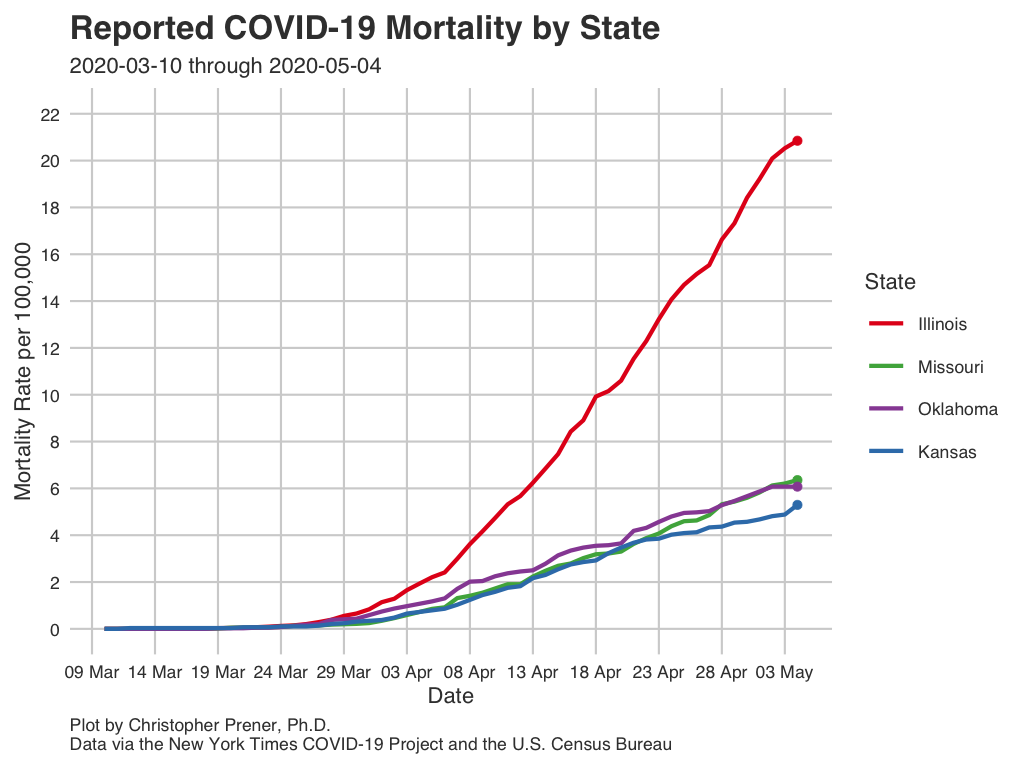 Reported COVID-19 Mortality by State
2020-03-10 through 2020-05-04
Mortality Rate per 100,000
22
20
18
16
14
12
10
8
6
4
2
0
09 Mar 14 Mar 19 Mar 24 Mar 29 Mar 03 Apr 08 Apr 13 Apr 18 Apr 23 Apr 28 Apr 03 May
Date
State
Illinois
Missouri
Oklahoma
Kansas
Plot by Christopher Prener, Ph.D.
Data via the New York Times COVID-19 Project and the U.S. Census Bureau